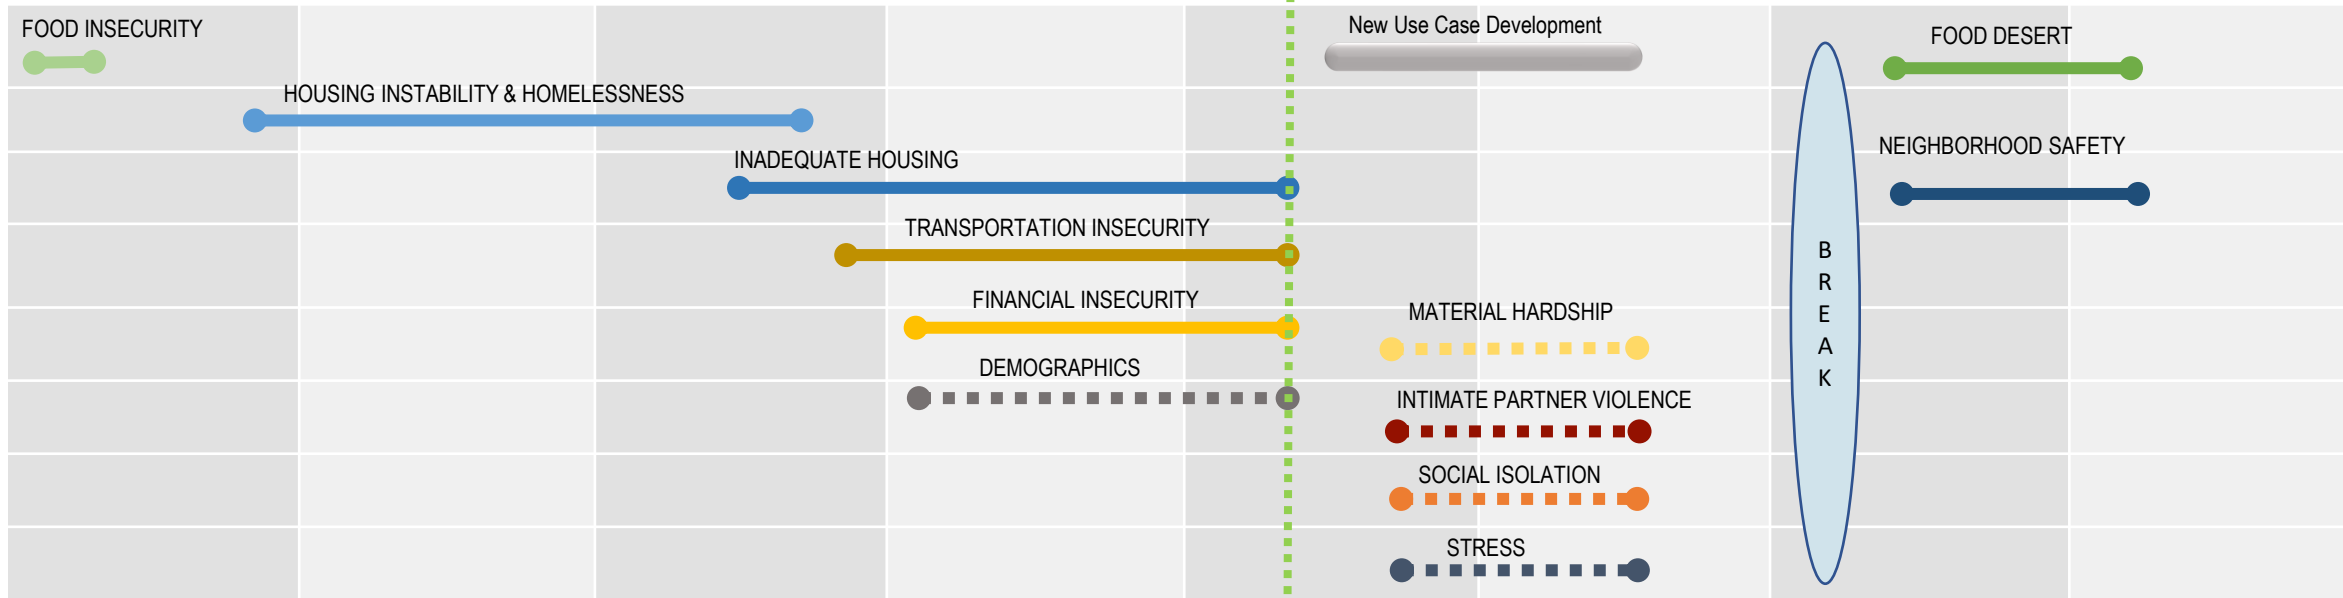 FOOD INSECURITY
New Use Case Development
FOOD DESERT
HOUSING INSTABILITY & HOMELESSNESS
INADEQUATE HOUSING
NEIGHBORHOOD SAFETY
TRANSPORTATION INSECURITY
B
R
E
A
K
FINANCIAL INSECURITY
MATERIAL HARDSHIP
DEMOGRAPHICS
INTIMATE PARTNER VIOLENCE
SOCIAL ISOLATION
STRESS